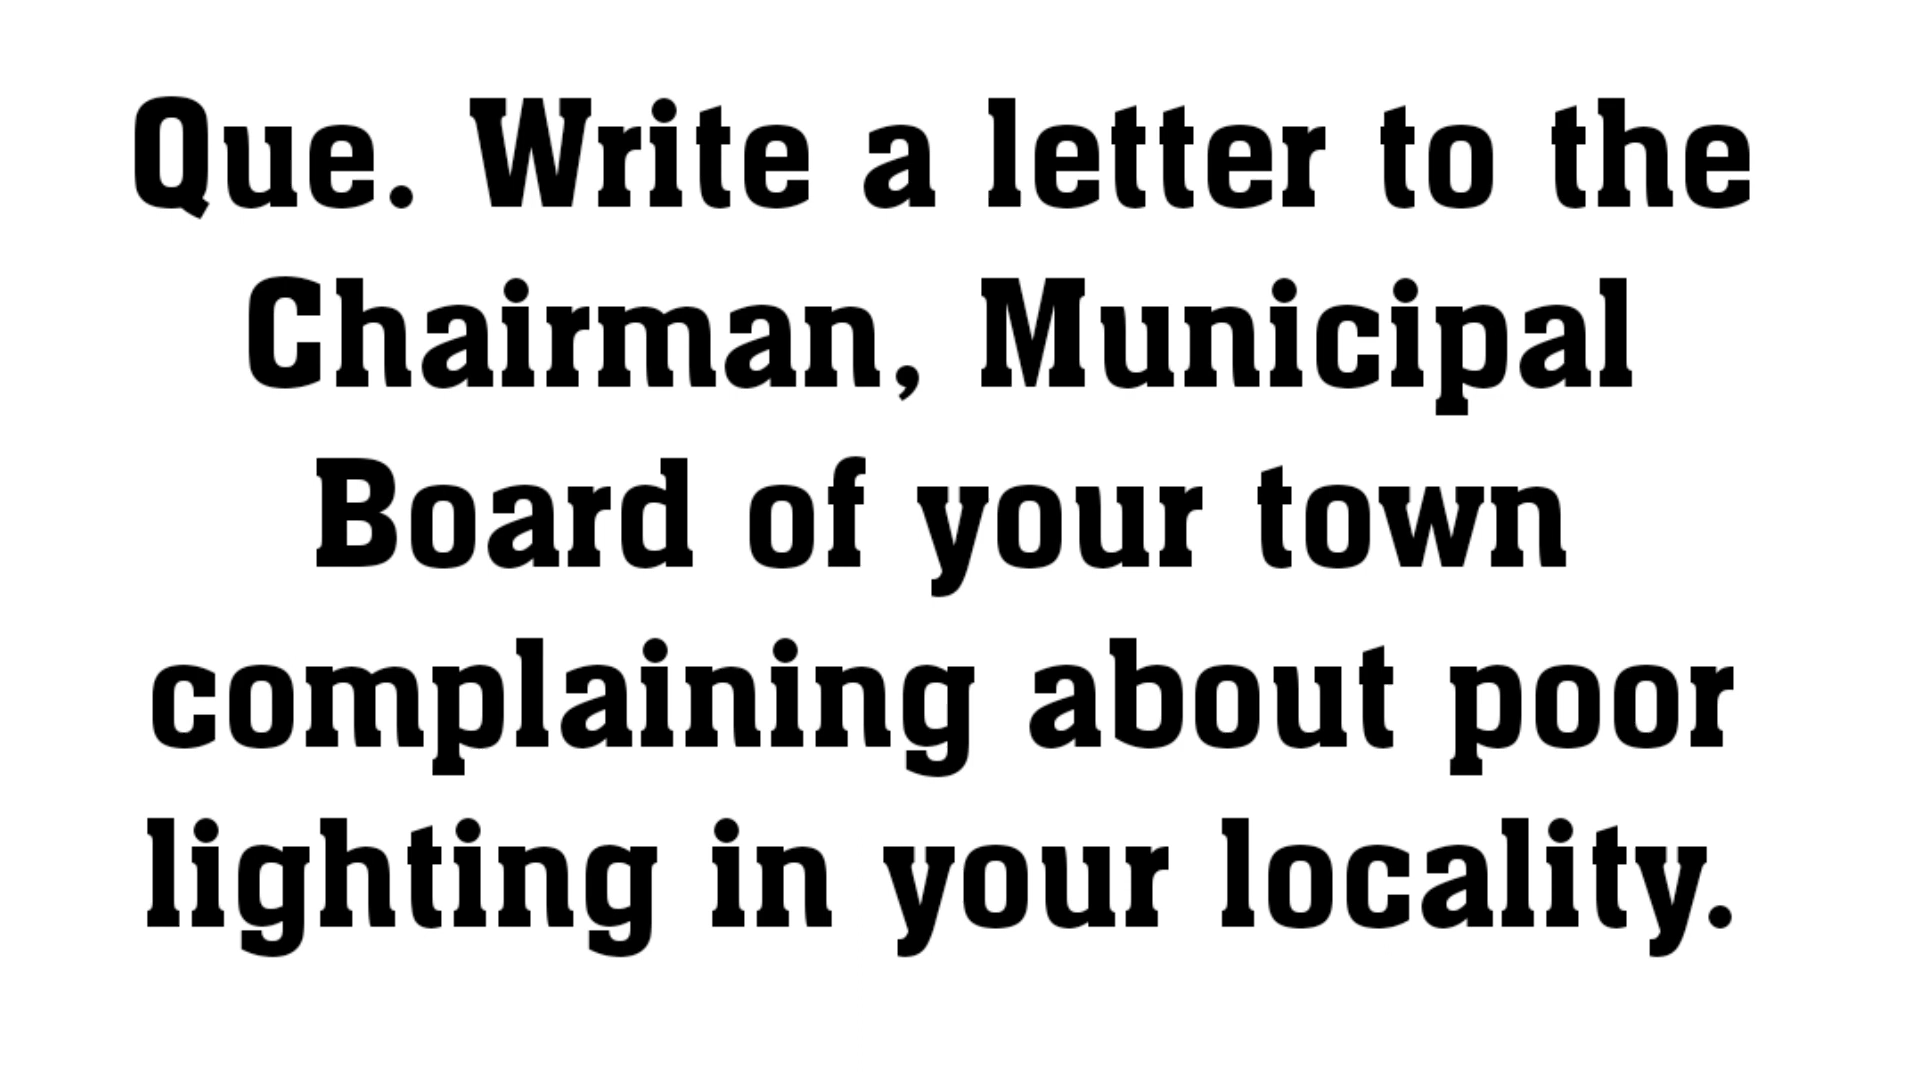 Que. Write a letter to the
Chairman, Municipal
Board of your town
complaining about poor
lighting in your locality.